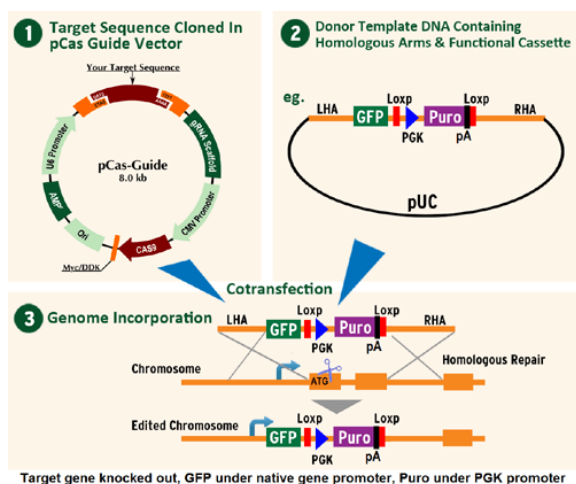 1 Target Sequence Cloned In
pCas Guide Vector
Your Target Sequence
U6 Promoter
gRNA Scaffold
pCas-Guide
8.0 kb
AMP
CMV Promoter
Ori
CAS9
Myc/DDK
2 Donor Template DNA Containing
Homologous Arms & Functional Cassette
eg.
LHA Loxp Loxp RHA
GFP Puro
PGK pA
pUC
Cotransfection
3 Genome Incorporation
LHA Loxp Loxp RHA
GFP Puro
PGK pA
Chromosome Homologous Repair
ATG
Edited Chromosome Loxp Loxp
GFP Puro
PGK pA
Target gene knocked out, GFP under native gene promoter, Puro under PGK promoter